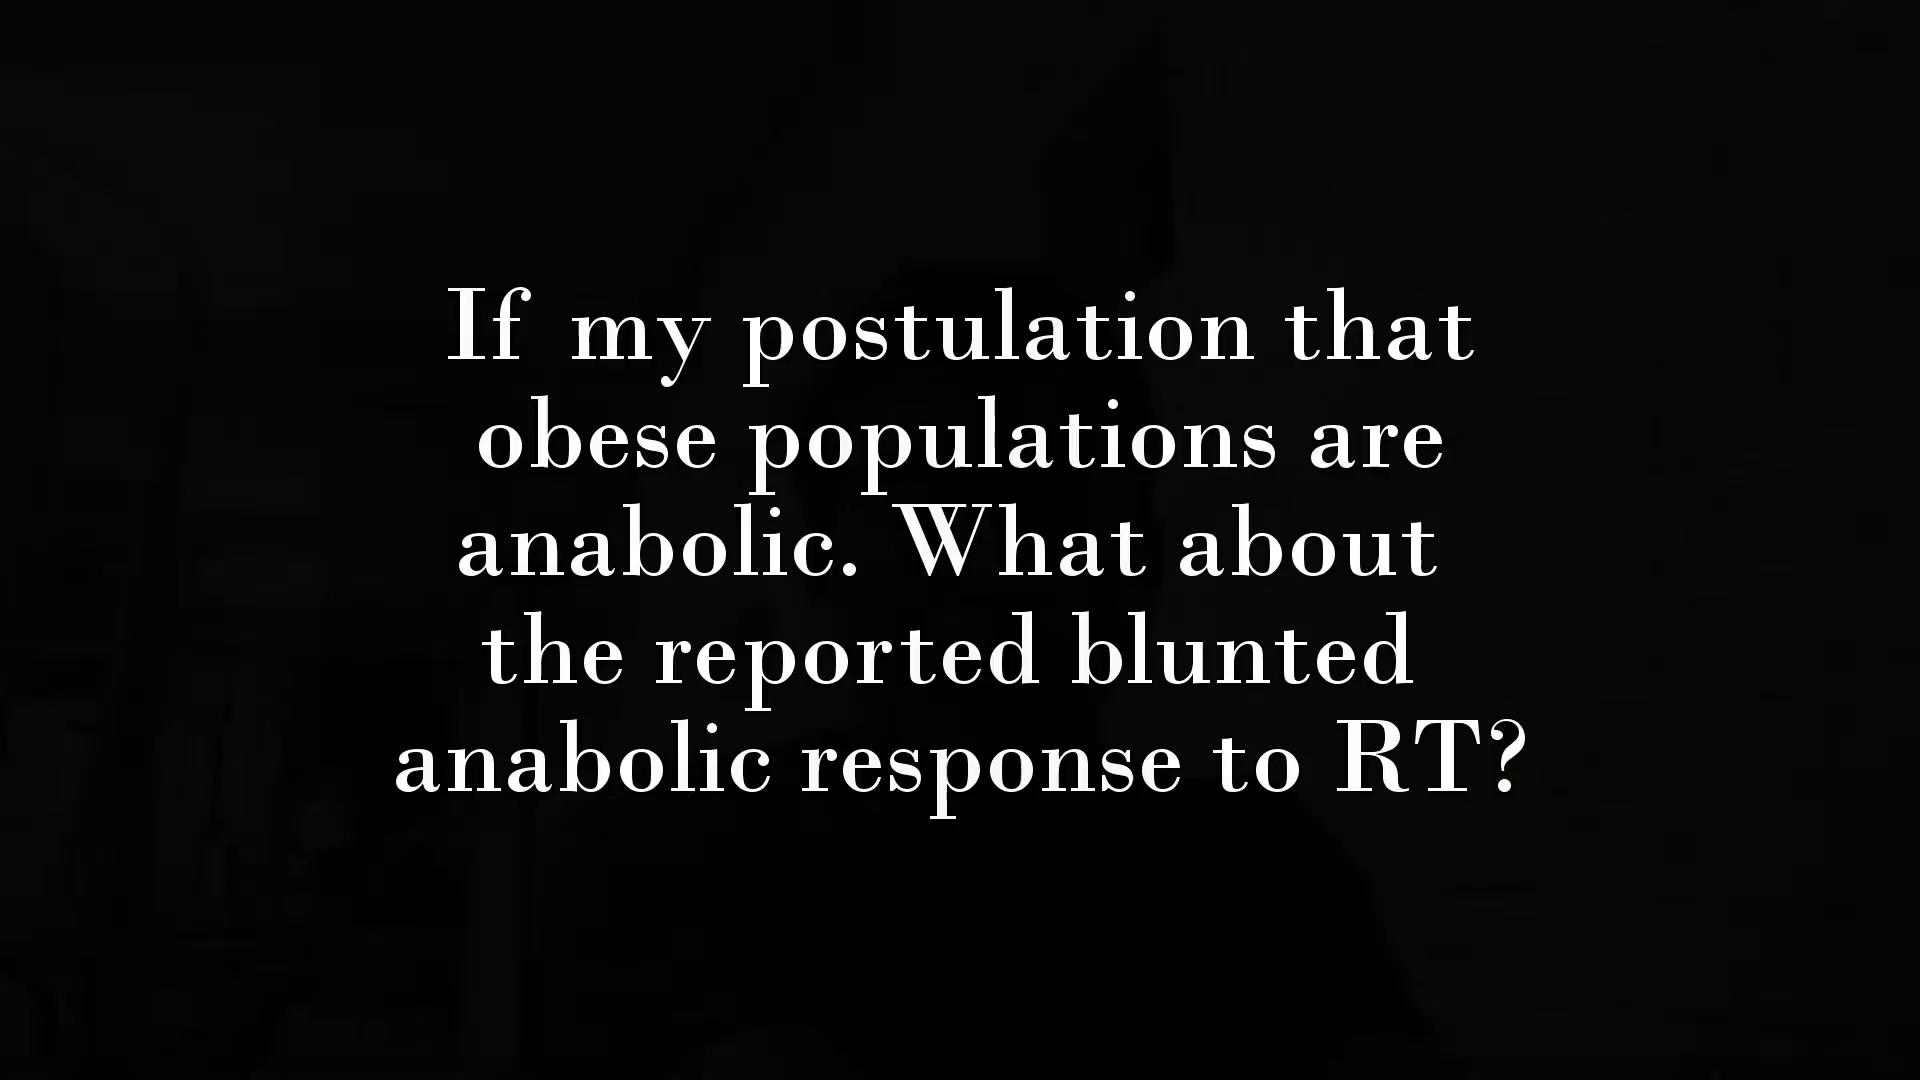 If my postulation that
obese populations are
anabolic. What about
the reported blunted
anabolic response to RT?